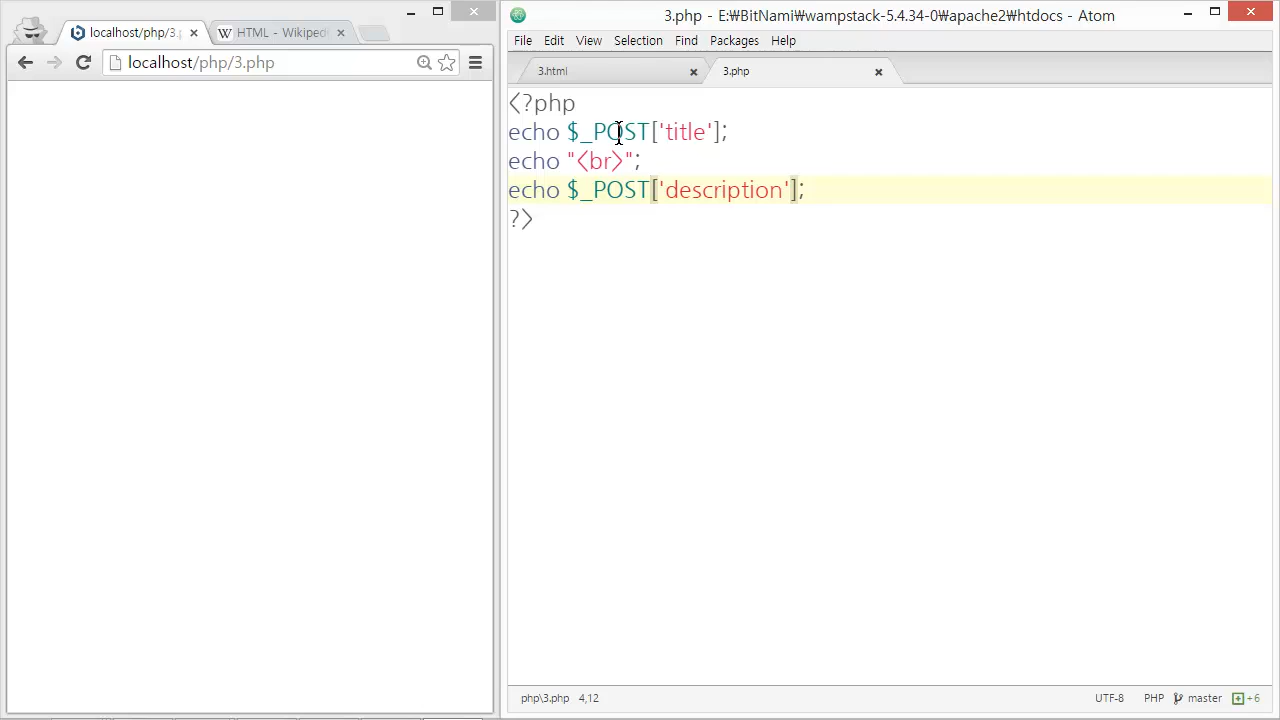 localhost/php/3.p
HTML - Wikiped
localhost/php/3.php
3.php - E:₩BitNami₩wampstack-5.4.34-0₩apache2₩htdocs - Atom
File Edit View Selection Find Packages Help
3.html
3.php
<?php
echo $_POST['title'];
echo "<br>";
echo $_POST['description'];
?>
php\3.php 4,12
UTF-8 PHP master +6